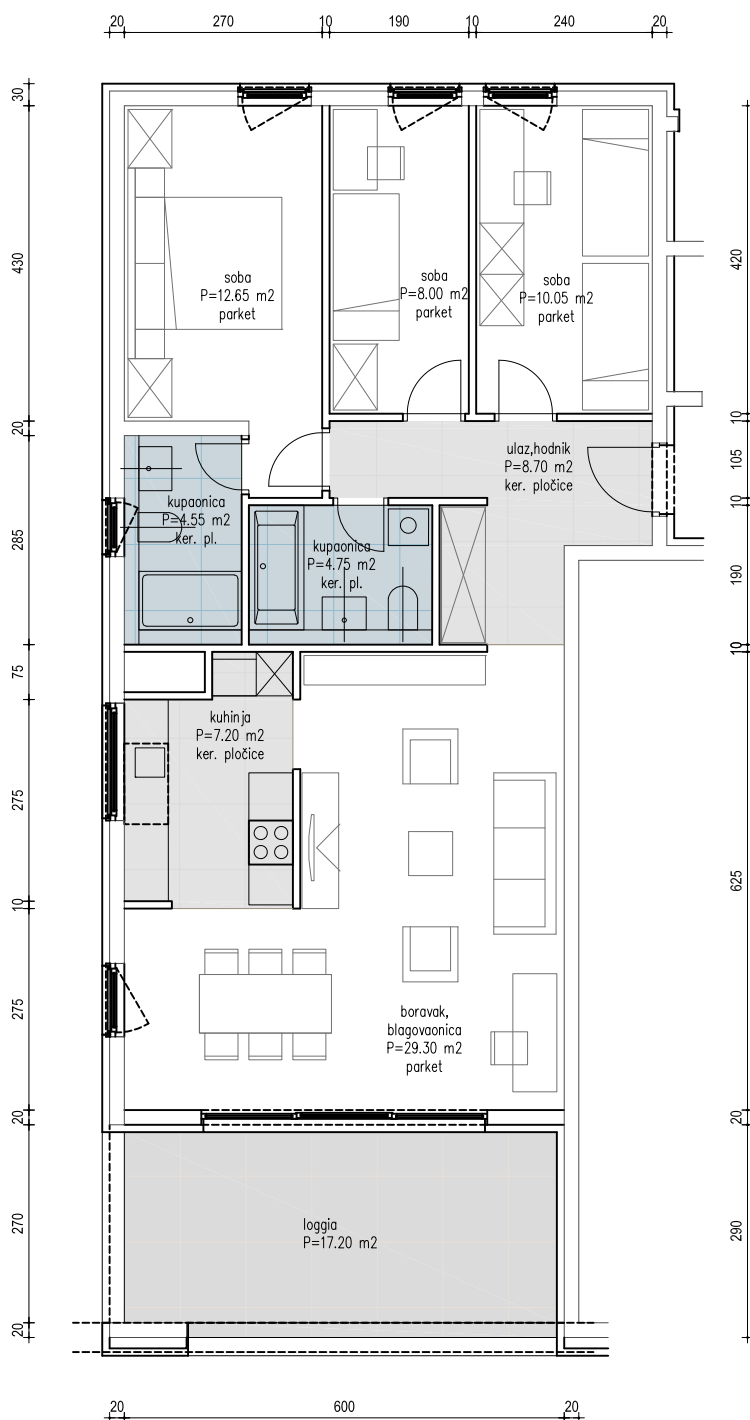 20 270 10 190 10 240 20
30
430
20
285
75
275
10
275
20
270
20
420
10
105
10
190
10
625
20
290
soba
P=12.65 m2
parket
soba
P=8.00 m2
parket
soba
P=10.05 m2
parket
ulaz,hodnik
P=8.70 m2
ker. pločice
kupaonica
P=4.55 m2
ker. pl.
kupaonica
P=4.75 m2
ker. pl.
kuhinja
P=7.20 m2
ker. pločice
boravak,
blagovaonica
P=29.30 m2
parket
loggia
P=17.20 m2
20 600 20